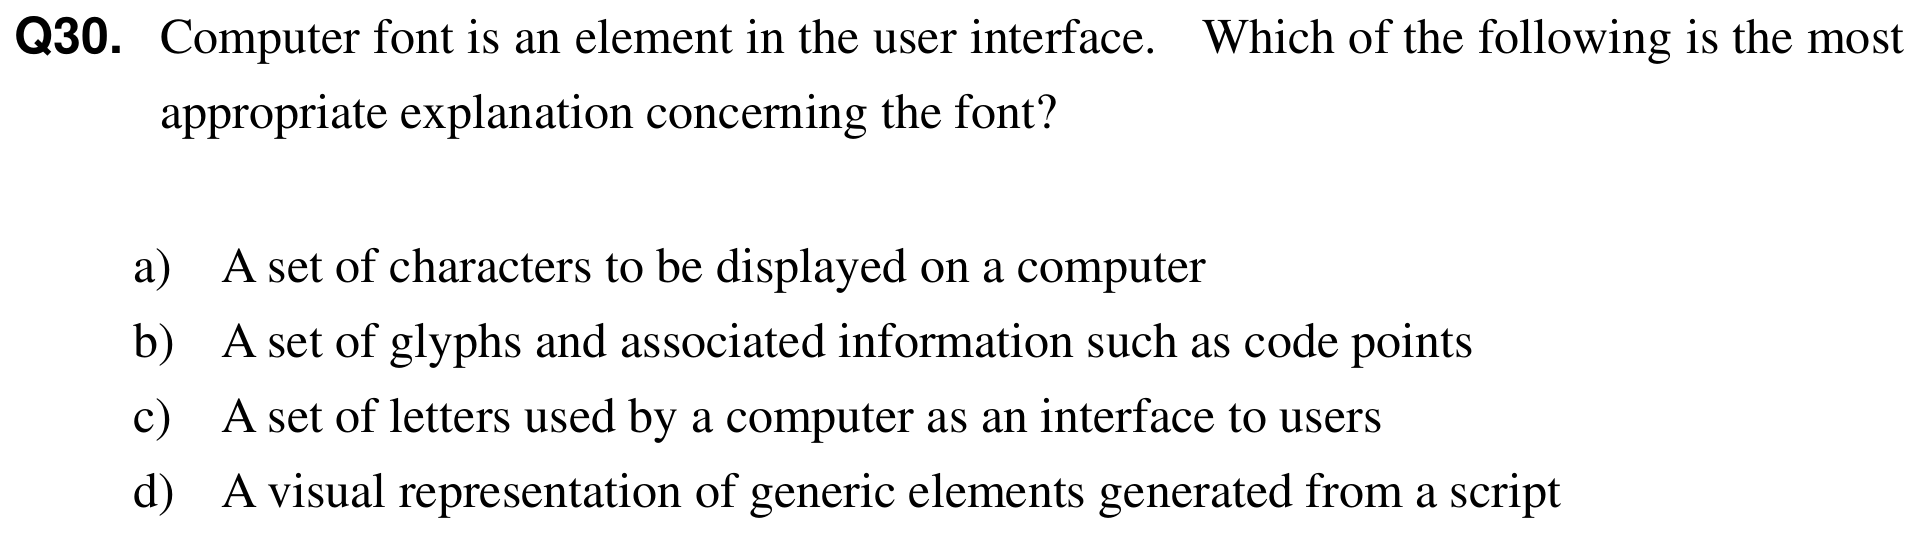 Q30. Computer font is an element in the user interface. Which of the following is the most
appropriate explanation concerning the font?
a) A set of characters to be displayed on a computer
b) A set of glyphs and associated information such as code points
c) A set of letters used by a computer as an interface to users
d) A visual representation of generic elements generated from a script